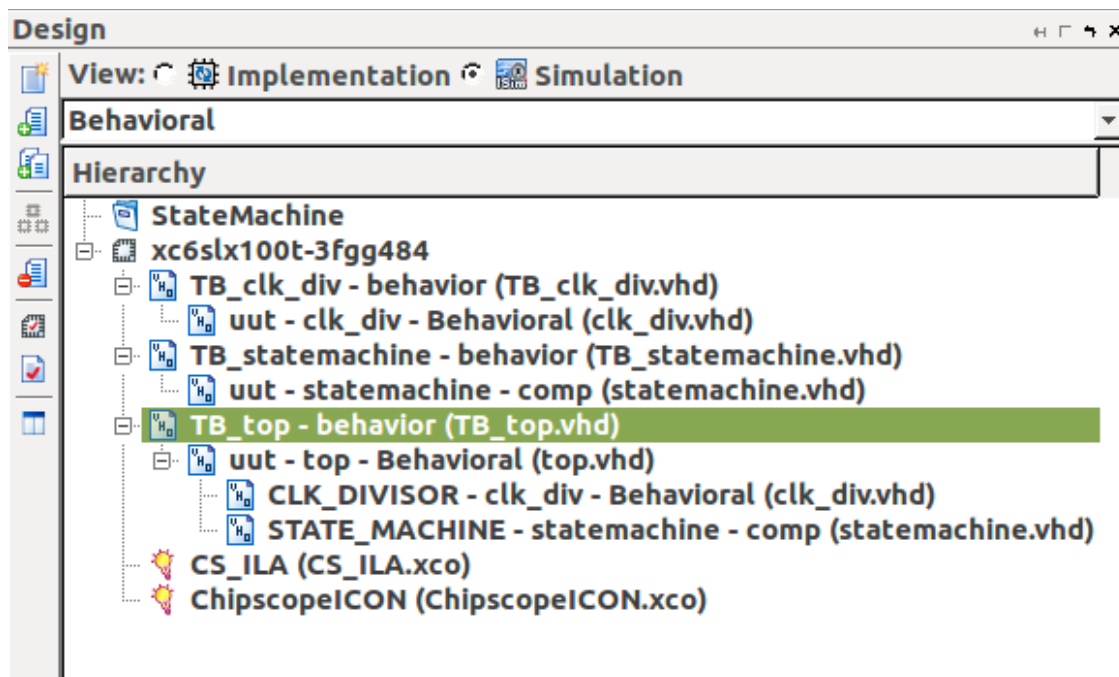 Design
View: Implementation Simulation
Behavioral
Hierarchy
StateMachine
xc6slx100t-3fgg484
TB_clk_div - behavior (TB_clk_div.vhd)
uut - clk_div - Behavioral (clk_div.vhd)
TB_statemachine - behavior (TB_statemachine.vhd)
uut - statemachine - comp (statemachine.vhd)
TB_top - behavior (TB_top.vhd)
uut - top - Behavioral (top.vhd)
CLK_DIVISOR - clk_div - Behavioral (clk_div.vhd)
STATE_MACHINE - statemachine - comp (statemachine.vhd)
CS_ILA (CS_ILA.xco)
ChipscopeICON (ChipscopeICON.xco)